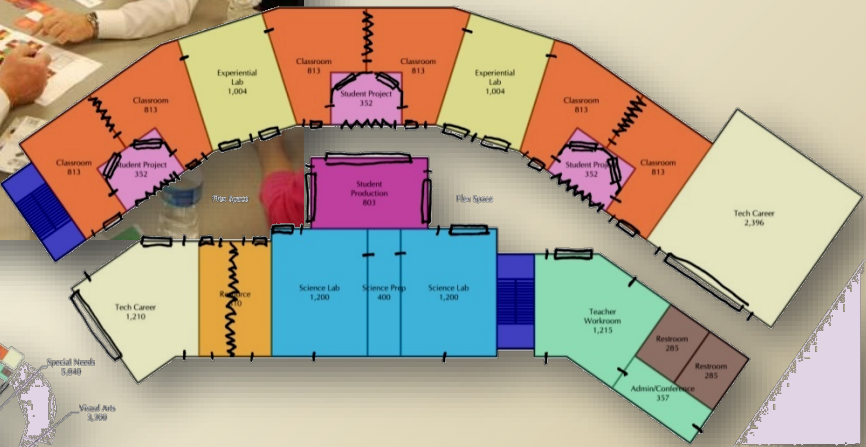 Classroom
813
Classroom
813
Student Project
352
Experiential
Lab
1,004
Classroom
813
Classroom
813
Student Project
352
Experiential
Lab
1,004
Classroom
813
Classroom
813
352
Tech Career
2,396
Student
Production
803
Flex Space
Tech Career
1,210
Science Lab
1,200
Science Prep
400
Science Lab
1,200
Teacher
Workroom
1,215
Restroom
285
Restroom
285
Admin/Conference
357
Special Needs
5,840
Visual Arts